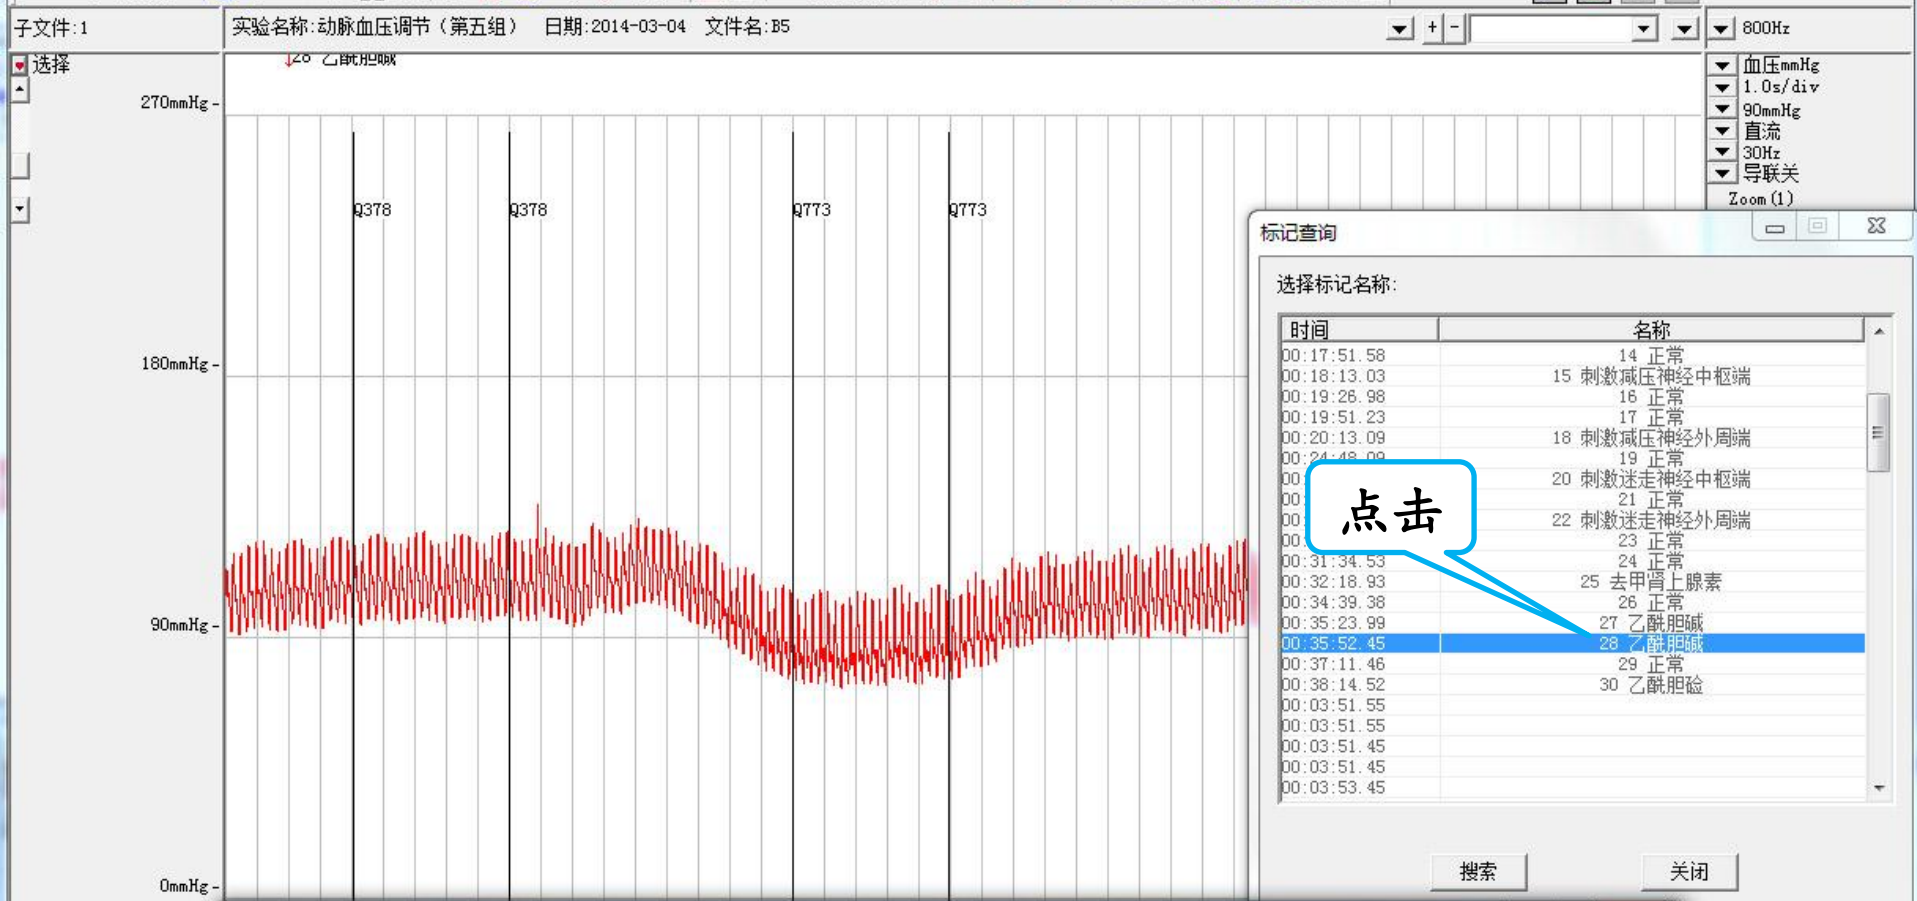 子文件:1
实验名称:动脉血压调节（第五组） 日期:2014-03-04 文件名:B5
+ -
800Hz
选择
↓28 乙酰胆碱
270mmHg
180mmHg
90mmHg
0mmHg
Q378
Q378
Q773
Q773
血压mmHg
1.0s/div
90mmHg
直流
30Hz
导联关
Zoom(1)
标记查询
选择标记名称:
时间 名称
00:17:51.58 14 正常
00:18:13.03 15 刺激减压神经中枢端
00:19:26.98 16 正常
00:19:51.23 17 正常
00:20:13.09 18 刺激减压神经外周端
00:24:48.09 19 正常
00: 20 刺激迷走神经中枢端
00: 21 正常
00: 22 刺激迷走神经外周端
00: 23 正常
00:31:34.53 24 正常
00:32:18.93 25 去甲肾上腺素
00:34:39.38 26 正常
00:35:23.99 27 乙酰胆碱
00:35:52.45 28 乙酰胆碱
00:37:11.46 29 正常
00:38:14.52 30 乙酰胆硷
00:03:51.55
00:03:51.55
00:03:51.45
00:03:51.45
00:03:53.45
点击
搜索 关闭